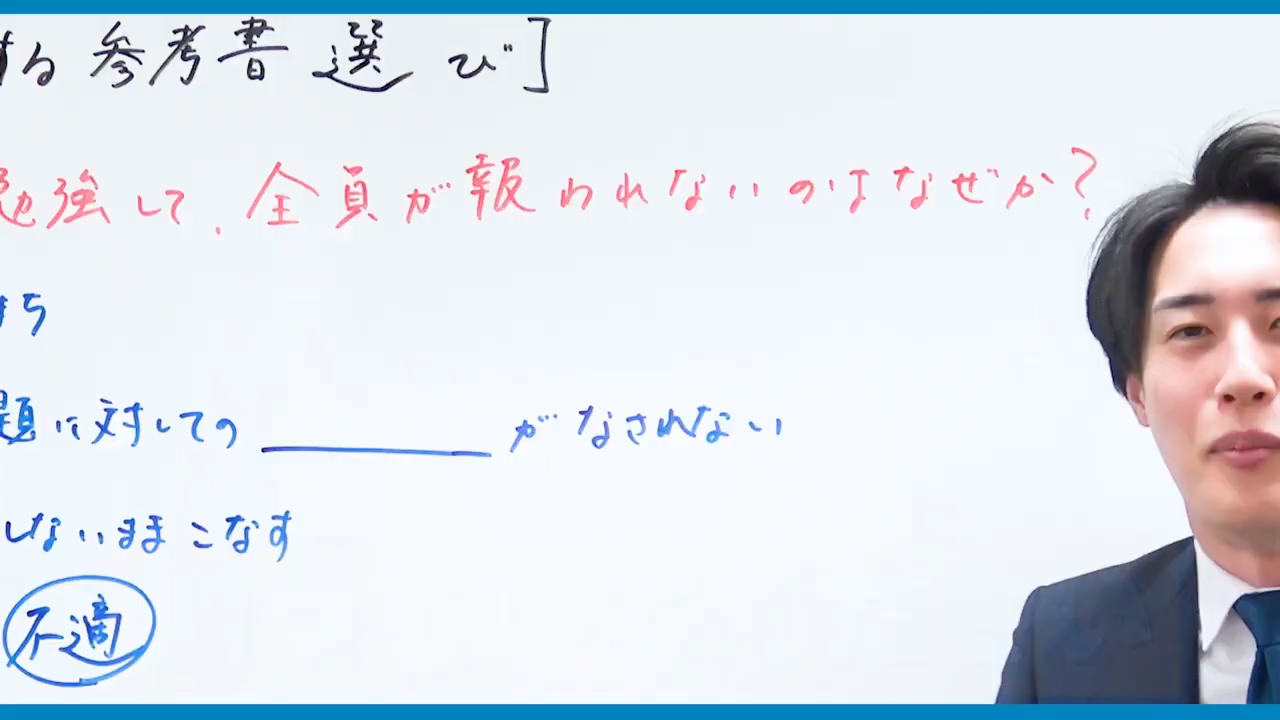 る参考書選び]
勉強して、全員が報われないのはなぜか?
まち
題に対しての______がなされない
しないままこなす
不適